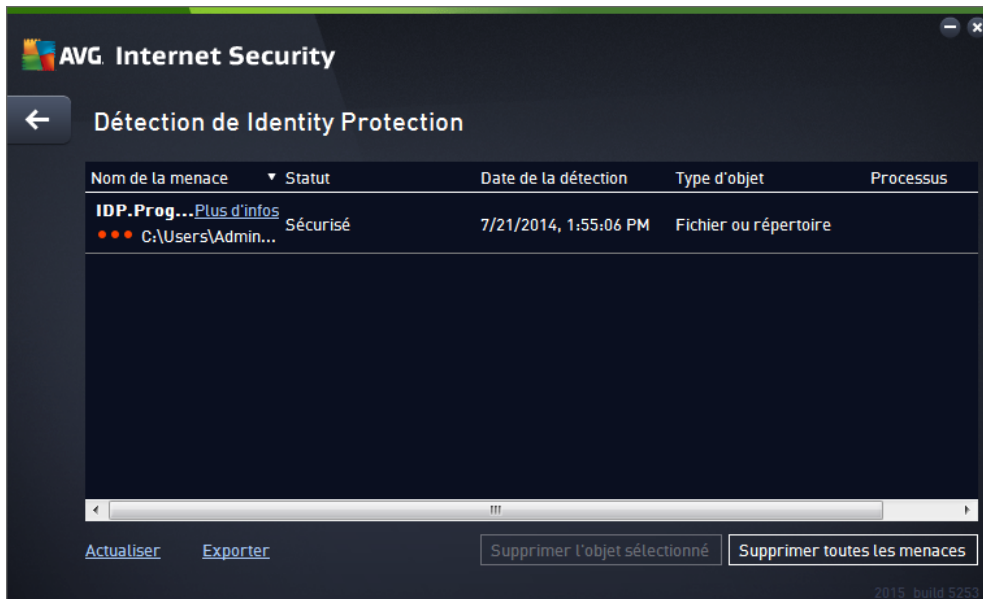 AVG. Internet Security
Détection de Identity Protection
Nom de la menace Statut Date de la détection Type d'objet Processus
IDP.Prog...Plus d'infos
Sécurisé 7/21/2014, 1:55:06 PM Fichier ou répertoire
C:\Users\Admin...
Actualiser Exporter Supprimer l'objet sélectionné Supprimer toutes les menaces
2015 build 5253